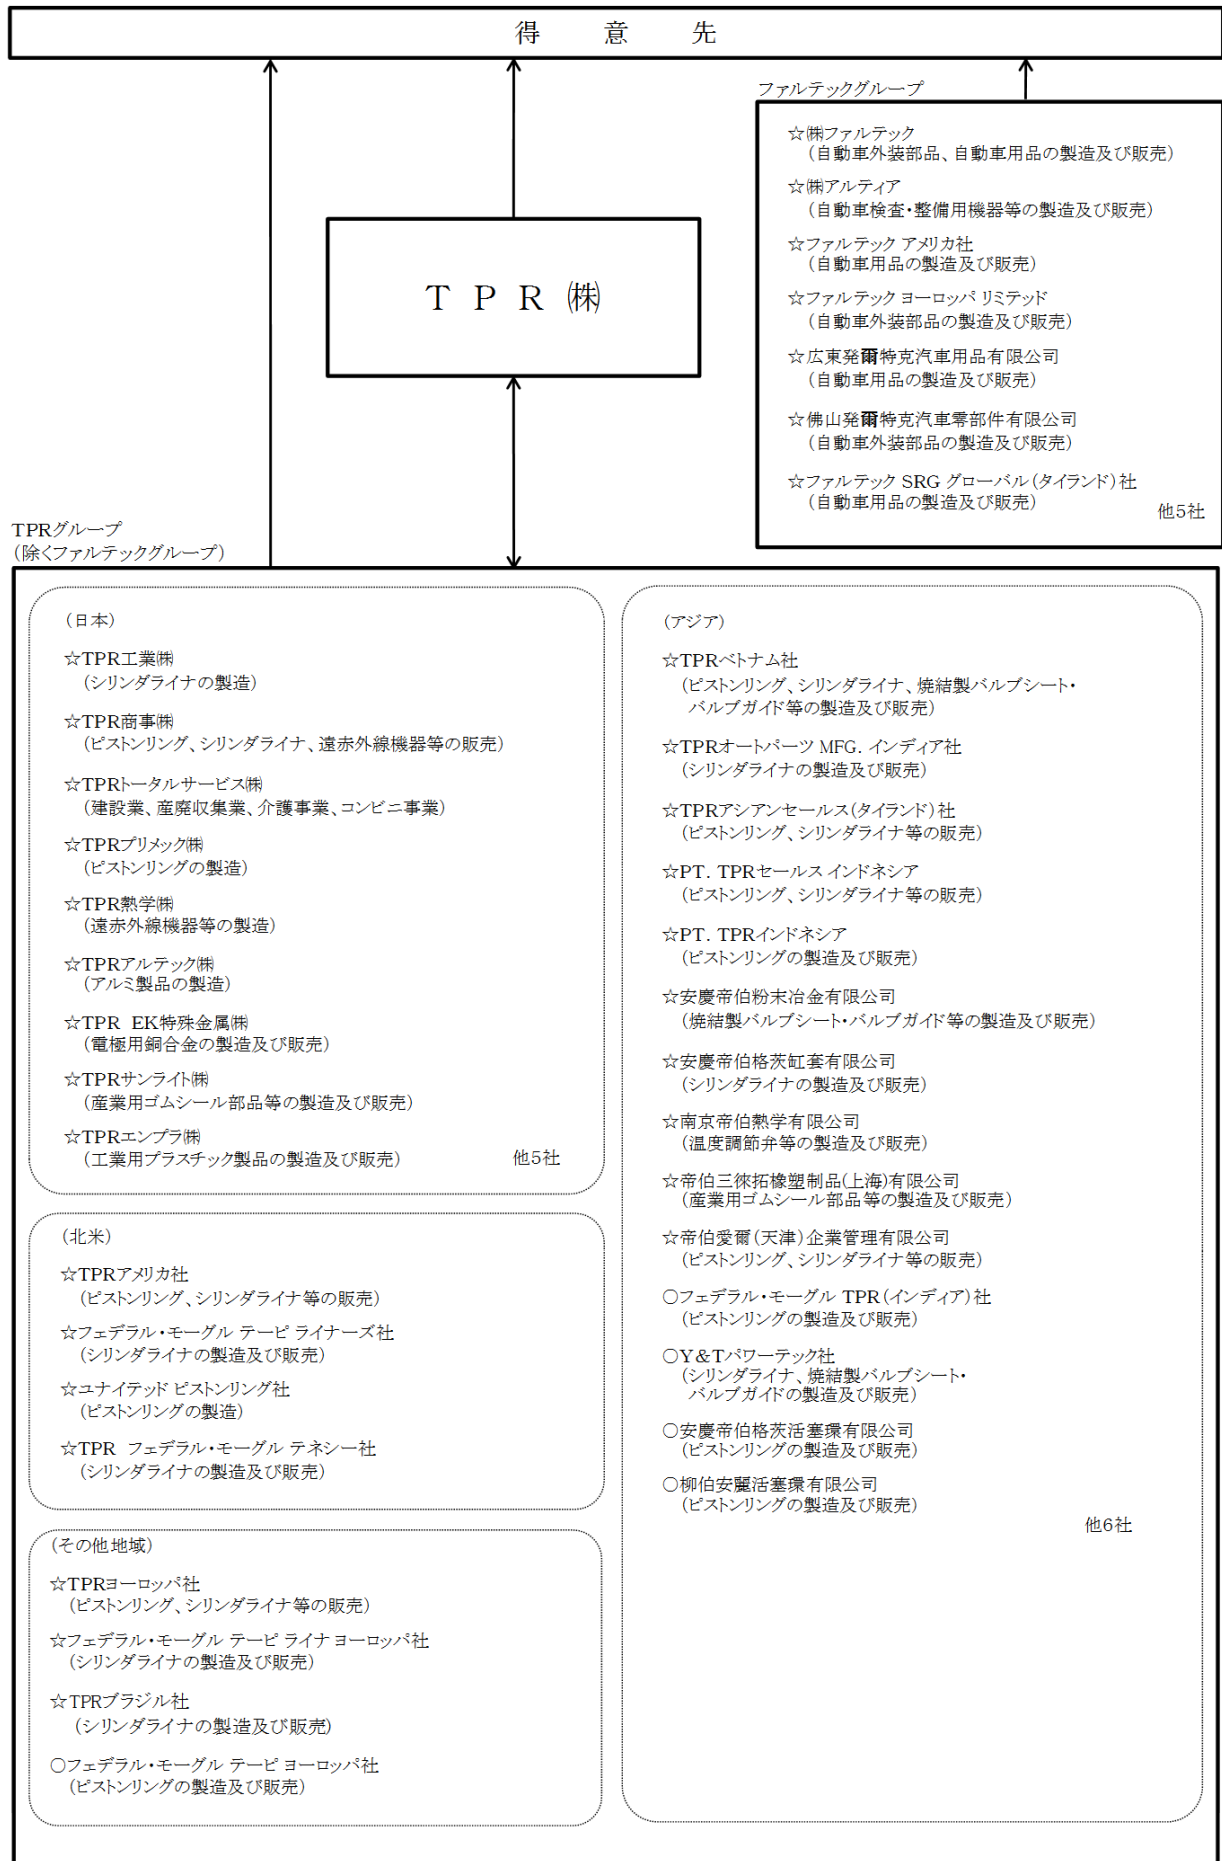 得 意 先
ファルテックグループ
☆㈱ファルテック
(自動車外装部品、自動車用品の製造及び販売)
☆㈱アルティア
(自動車検査・整備用機器等の製造及び販売)
☆ファルテック アメリカ社
(自動車用品の製造及び販売)
☆ファルテック ヨーロッパ リミテッド
(自動車外装部品の製造及び販売)
☆広東発爾特克汽車用品有限公司
(自動車用品の製造及び販売)
☆佛山発爾特克汽車零部件有限公司
(自動車外装部品の製造及び販売)
☆ファルテック SRG グローバル(タイランド)社
(自動車用品の製造及び販売)
他5社
T P R ㈱
TPRグループ
(除くファルテックグループ)
(日本)
☆TPR工業㈱
(シリンダライナの製造)
☆TPR商事㈱
(ピストンリング、シリンダライナ、遠赤外線機器等の販売)
☆TPRトータルサービス㈱
(建設業、産廃収集業、介護事業、コンビニ事業)
☆TPRプリメック㈱
(ピストンリングの製造)
☆TPR熱学㈱
(遠赤外線機器等の製造)
☆TPRアルテック㈱
(アルミ製品の製造)
☆TPR EK特殊金属㈱
(電極用銅合金の製造及び販売)
☆TPRサンライト㈱
(産業用ゴムシール部品等の製造及び販売)
☆TPRエンプラ㈱
(工業用プラスチック製品の製造及び販売)
他5社
(北米)
☆TPRアメリカ社
(ピストンリング、シリンダライナ等の販売)
☆フェデラル・モーグル テーピ ライナーズ社
(シリンダライナの製造及び販売)
☆ユナイテッド ピストンリング社
(ピストンリングの製造)
☆TPR フェデラル・モーグル テネシー社
(シリンダライナの製造及び販売)
(その他地域)
☆TPRヨーロッパ社
(ピストンリング、シリンダライナ等の販売)
☆フェデラル・モーグル テーピ ライナ ヨーロッパ社
(シリンダライナの製造及び販売)
☆TPRブラジル社
(シリンダライナの製造及び販売)
○フェデラル・モーグル テーピ ヨーロッパ社
(ピストンリングの製造及び販売)
(アジア)
☆TPRベトナム社
(ピストンリング、シリンダライナ、焼結製バルブシート・
バルブガイド等の製造及び販売)
☆TPRオートパーツ MFG. インディア社
(シリンダライナの製造及び販売)
☆TPRアシアンセールス(タイランド)社
(ピストンリング、シリンダライナ等の販売)
☆PT. TPRセールス インドネシア
(ピストンリング、シリンダライナ等の販売)
☆PT. TPRインドネシア
(ピストンリングの製造及び販売)
☆安慶帝伯粉末冶金有限公司
(焼結製バルブシート・バルブガイド等の製造及び販売)
☆安慶帝伯格茨缸套有限公司
(シリンダライナの製造及び販売)
☆南京帝伯熱学有限公司
(温度調節弁等の製造及び販売)
☆帝伯三徠拓橡塑制品(上海)有限公司
(産業用ゴムシール部品等の製造及び販売)
☆帝伯愛爾(天津)企業管理有限公司
(ピストンリング、シリンダライナ等の販売)
○フェデラル・モーグル TPR(インディア)社
(ピストンリングの製造及び販売)
○Y&Tパワーテック社
(シリンダライナ、焼結製バルブシート・
バルブガイドの製造及び販売)
○安慶帝伯格茨活塞環有限公司
(ピストンリングの製造及び販売)
○柳伯安麗活塞環有限公司
(ピストンリングの製造及び販売)
他6社